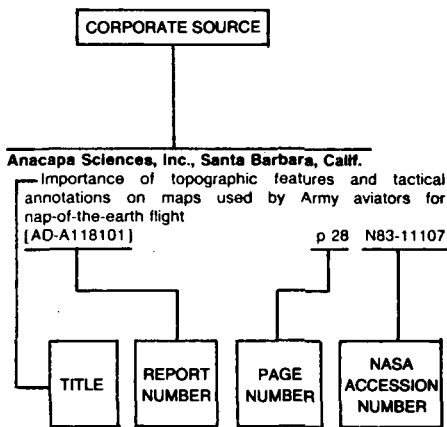 CORPORATE SOURCE
Anacapa Sciences, Inc., Santa Barbara, Calif.
Importance of topographic features and tactical
annotations on maps used by Army aviators for
nap-of-the-earth flight
[AD-A118101] p 28 N83-11107
TITLE
REPORT
NUMBER
PAGE
NUMBER
NASA
ACCESSION
NUMBER